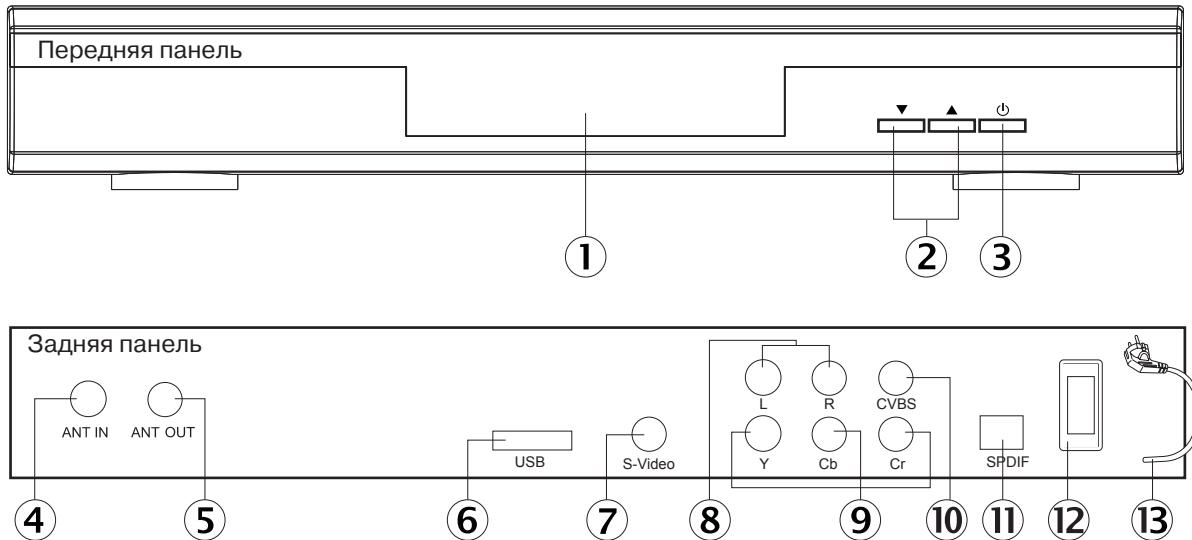 Передняя панель
1 2 3
Задняя панель
L R CVBS
ANT IN ANT OUT
USB S-Video Y Cb Cr SPDIF
4 5 6 7 8 9 10 11 12 13